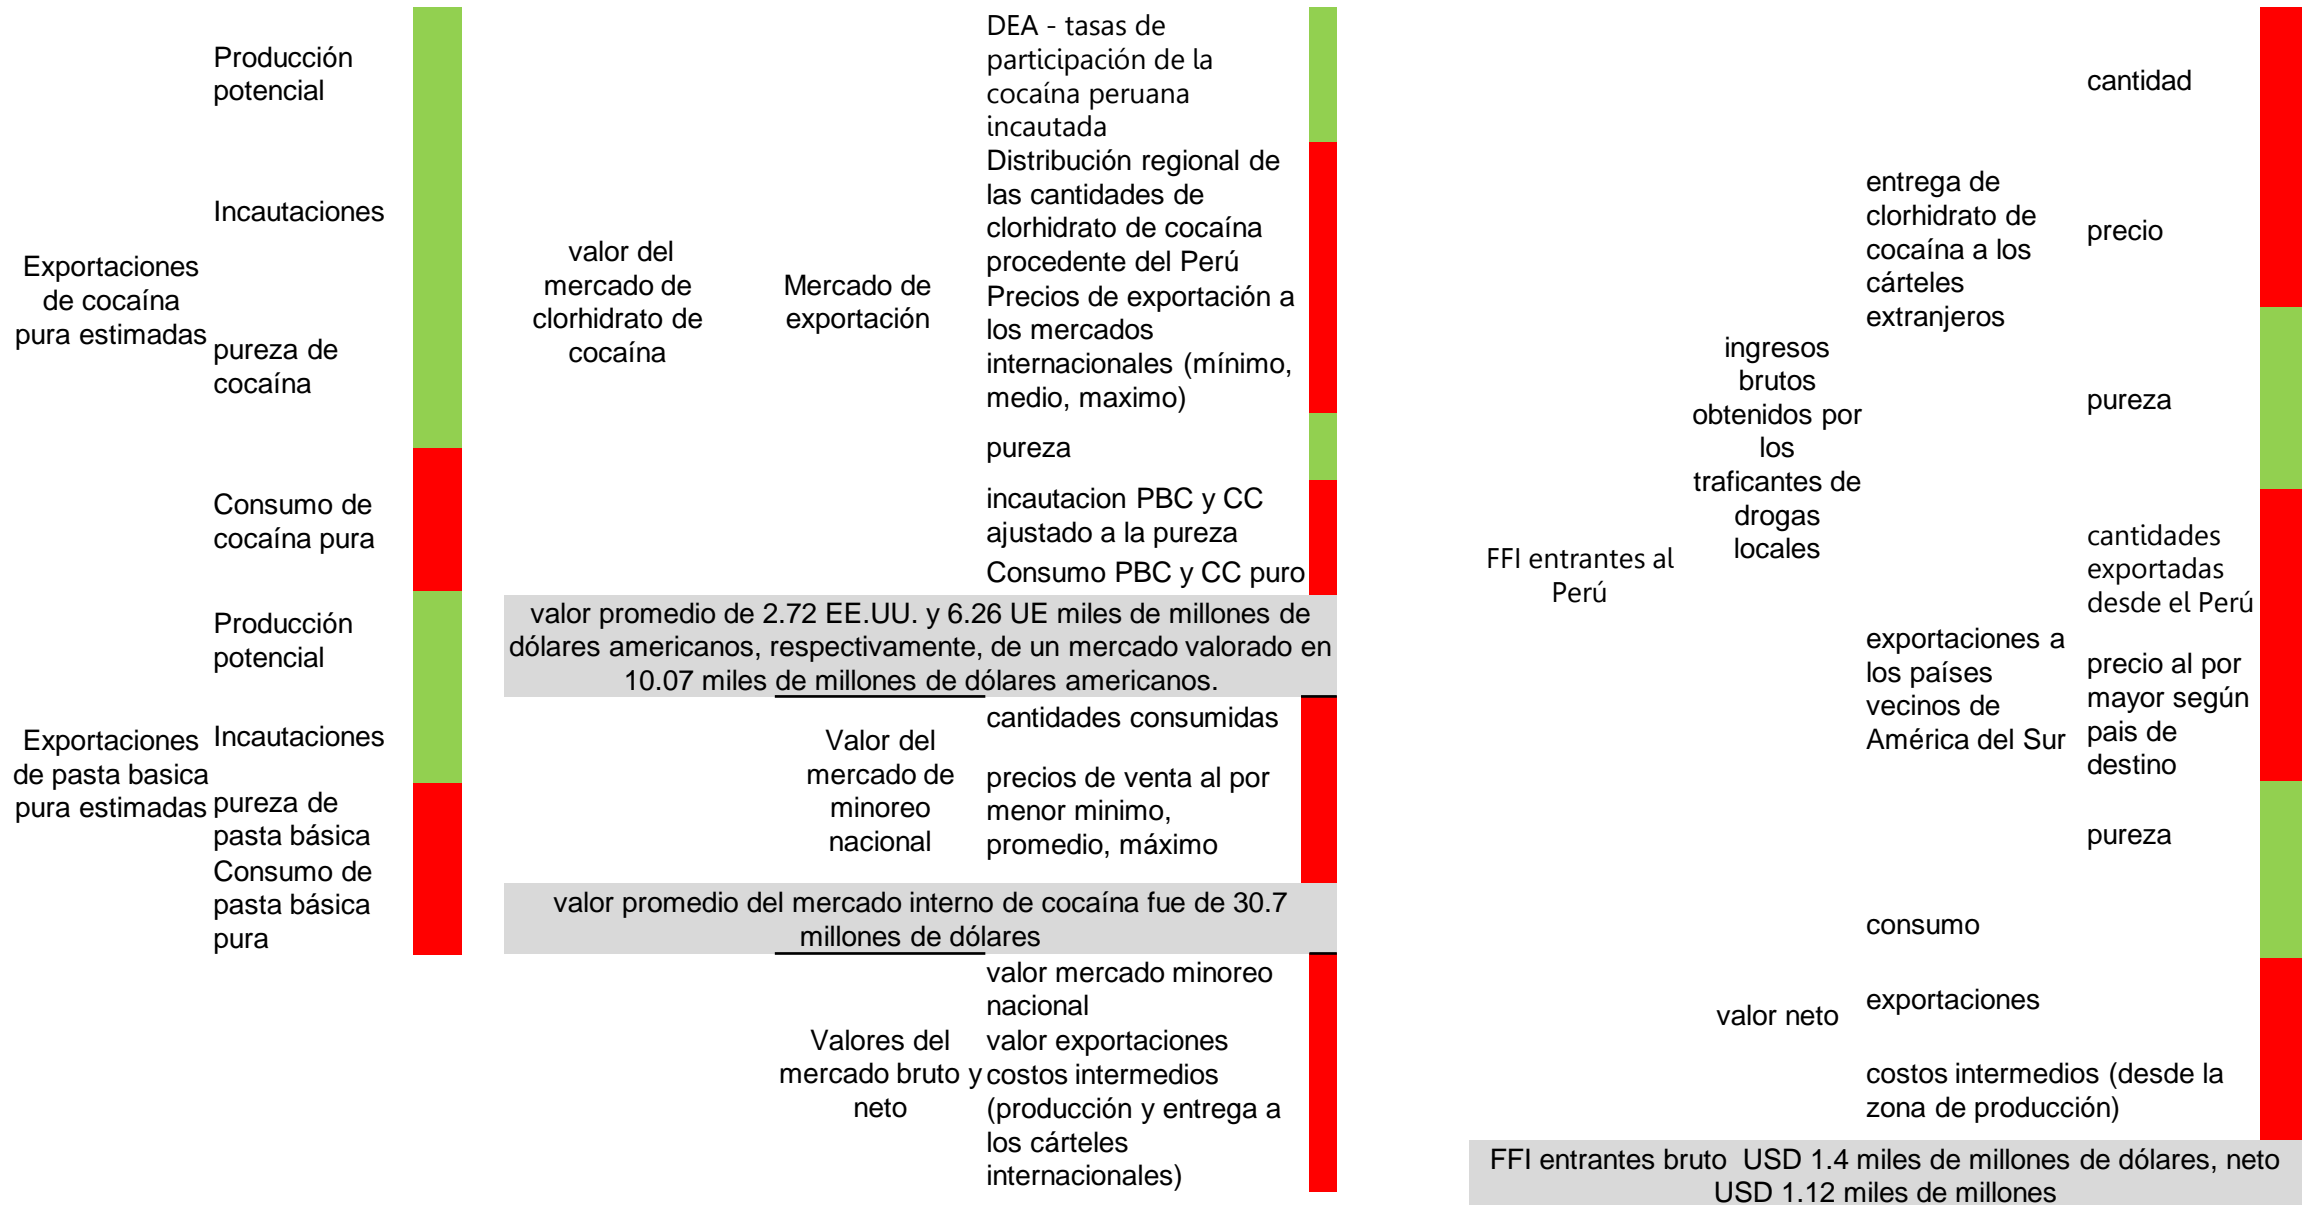 Exportaciones
de cocaína
pura estimadas
Producción
potencial
Incautaciones
pureza de
cocaína
Consumo de
cocaína pura
Exportaciones
de pasta basica
pura estimadas
Producción
potencial
Incautaciones
pureza de
pasta básica
Consumo de
pasta básica
pura
valor del
mercado de
clorhidrato de
cocaína
Mercado de
exportación
DEA - tasas de
participación de la
cocaína peruana
incautada
Distribución regional de
las cantidades de
clorhidrato de cocaína
procedente del Perú
Precios de exportación a
los mercados
internacionales (mínimo,
medio, maximo)
pureza
incautacion PBC y CC
ajustado a la pureza
Consumo PBC y CC puro
valor promedio de 2.72 EE.UU. y 6.26 UE miles de millones de
dólares americanos, respectivamente, de un mercado valorado en
10.07 miles de millones de dólares americanos.
Valor del
mercado de
minoreo
nacional
cantidades consumidas
precios de venta al por
menor minimo,
promedio, máximo
valor promedio del mercado interno de cocaína fue de 30.7
millones de dólares
Valores del
mercado bruto y
neto
valor mercado minoreo
nacional
valor exportaciones
costos intermedios
(producción y entrega a
los cárteles
internacionales)
FFI entrantes al
Perú
ingresos
brutos
obtenidos por
los
traficantes de
drogas
locales
entrega de
clorhidrato de
cocaína a los
cárteles
extranjeros
cantidad
precio
pureza
exportaciones a
los países
vecinos de
América del Sur
cantidades
exportadas
desde el Perú
precio al por
mayor según
pais de
destino
pureza
valor neto
consumo
exportaciones
costos intermedios (desde la
zona de producción)
FFI entrantes bruto  USD 1.4 miles de millones de dólares, neto
USD 1.12 miles de millones